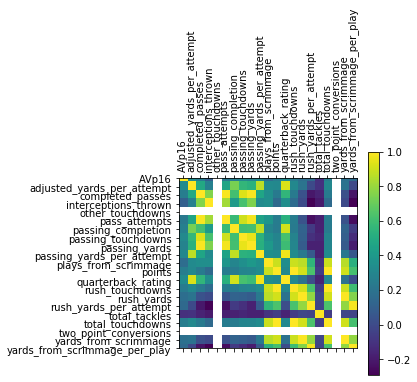 AVp16
adjusted_yards_per_attempt
completed_passes
interceptions_thrown
other_touchdowns
pass_attempts
passing_completion
passing_touchdowns
passing_yards
passing_yards_per_attempt
plays_from_scrimmage
points
quarterback_rating
rush_touchdowns
rush_yards
rush_yards_per_attempt
total_tackles
total_touchdowns
two_point_conversions
yards_from_scrimmage
yards_from_scrimmage_per_play
AVp16
adjusted_yards_per_attempt
completed_passes
interceptions_thrown
other_touchdowns
pass_attempts
passing_completion
passing_touchdowns
passing_yards
passing_yards_per_attempt
plays_from_scrimmage
points
quarterback_rating
rush_touchdowns
rush_yards
rush_yards_per_attempt
total_tackles
total_touchdowns
two_point_conversions
yards_from_scrimmage
yards_from_scrimmage_per_play
1.0
0.8
0.6
0.4
0.2
0.0
−0.2